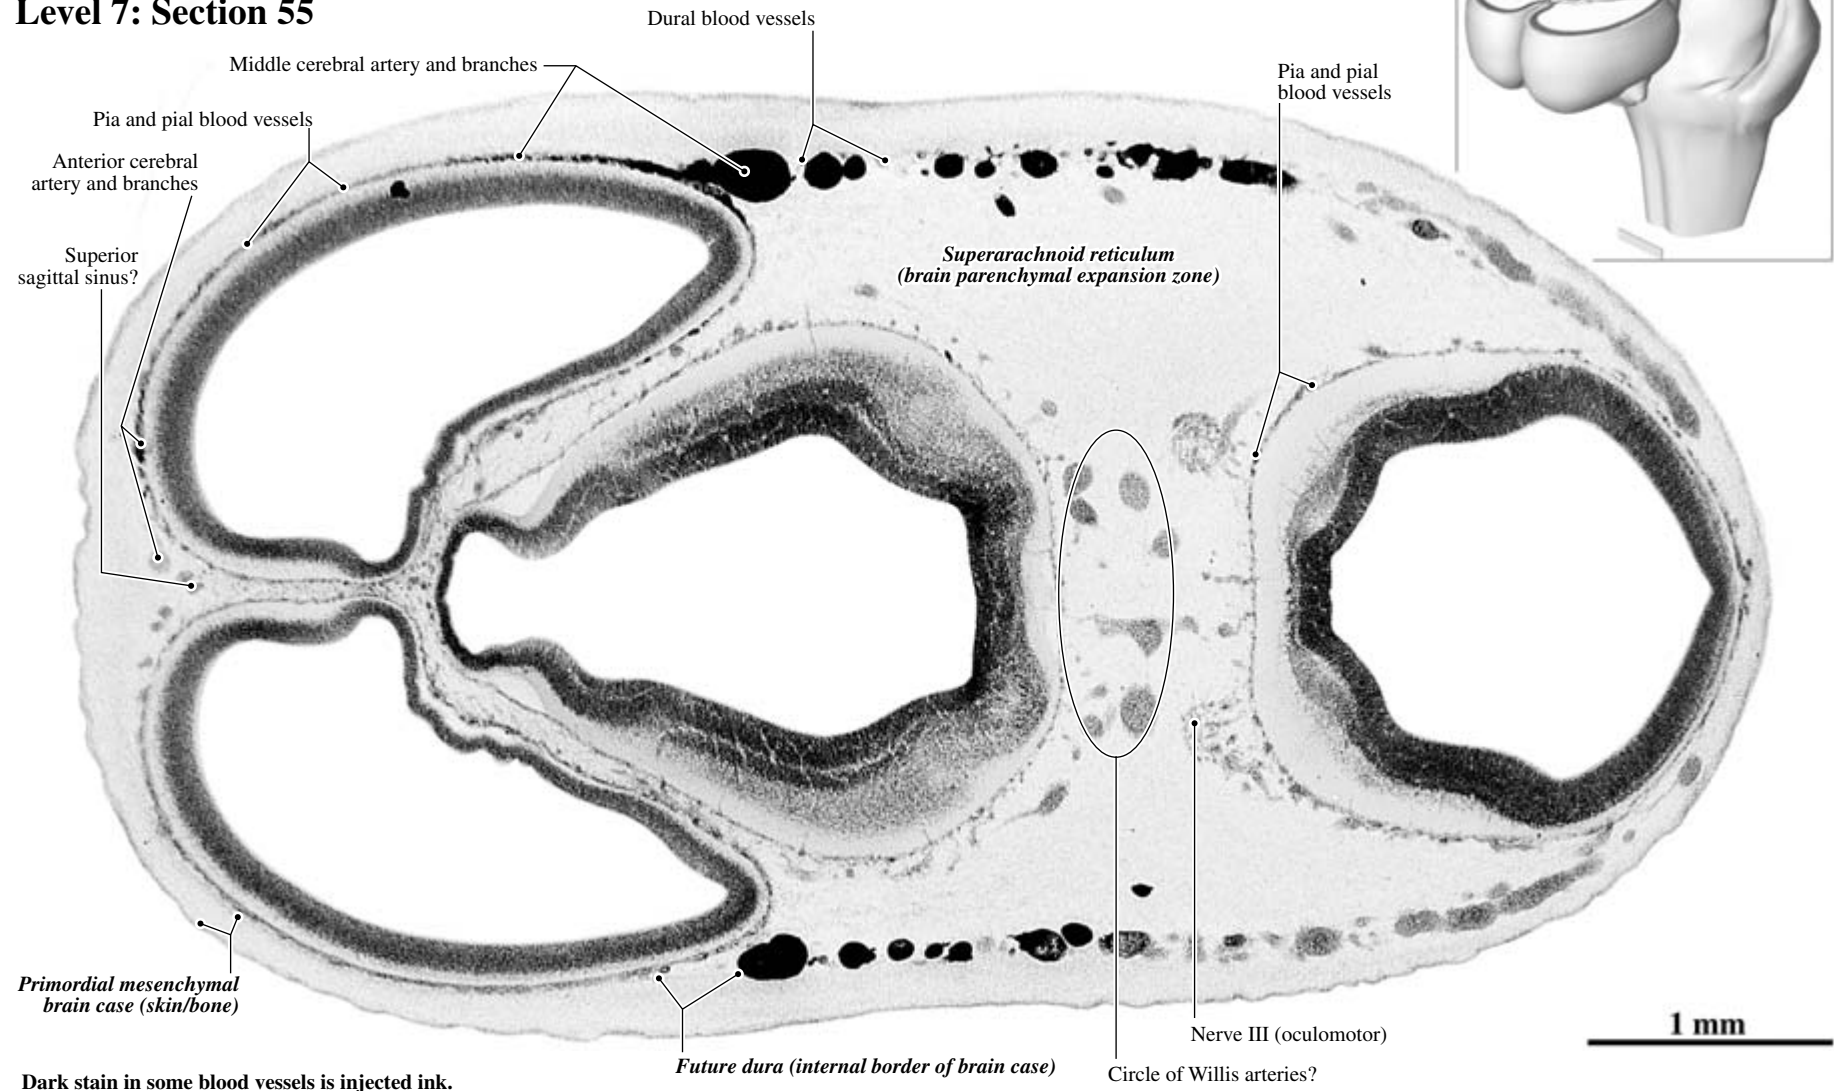 Level 7: Section 55
Dural blood vessels
Middle cerebral artery and branches
Pia and pial
blood vessels
Pia and pial blood vessels
Anterior cerebral
artery and branches
Superior
sagittal sinus?
Superarachnoid reticulum
(brain parenchymal expansion zone)
Primordial mesenchymal
brain case (skin/bone)
1 mm
Nerve III (oculomotor)
Future dura (internal border of brain case)
Circle of Willis arteries?
Dark stain in some blood vessels is injected ink.